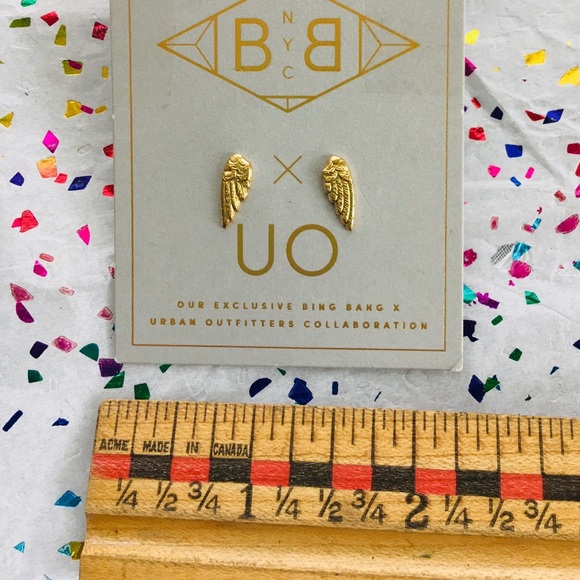 NYC
B B
X
UO
OUR EXCLUSIVE BING BANG X
URBAN OUTFITTERS COLLABORATION
ACME MADE IN CANADA
1/4 1/2 3/4 1 1/4 1/2 3/4 2 1/4 1/2 3/4